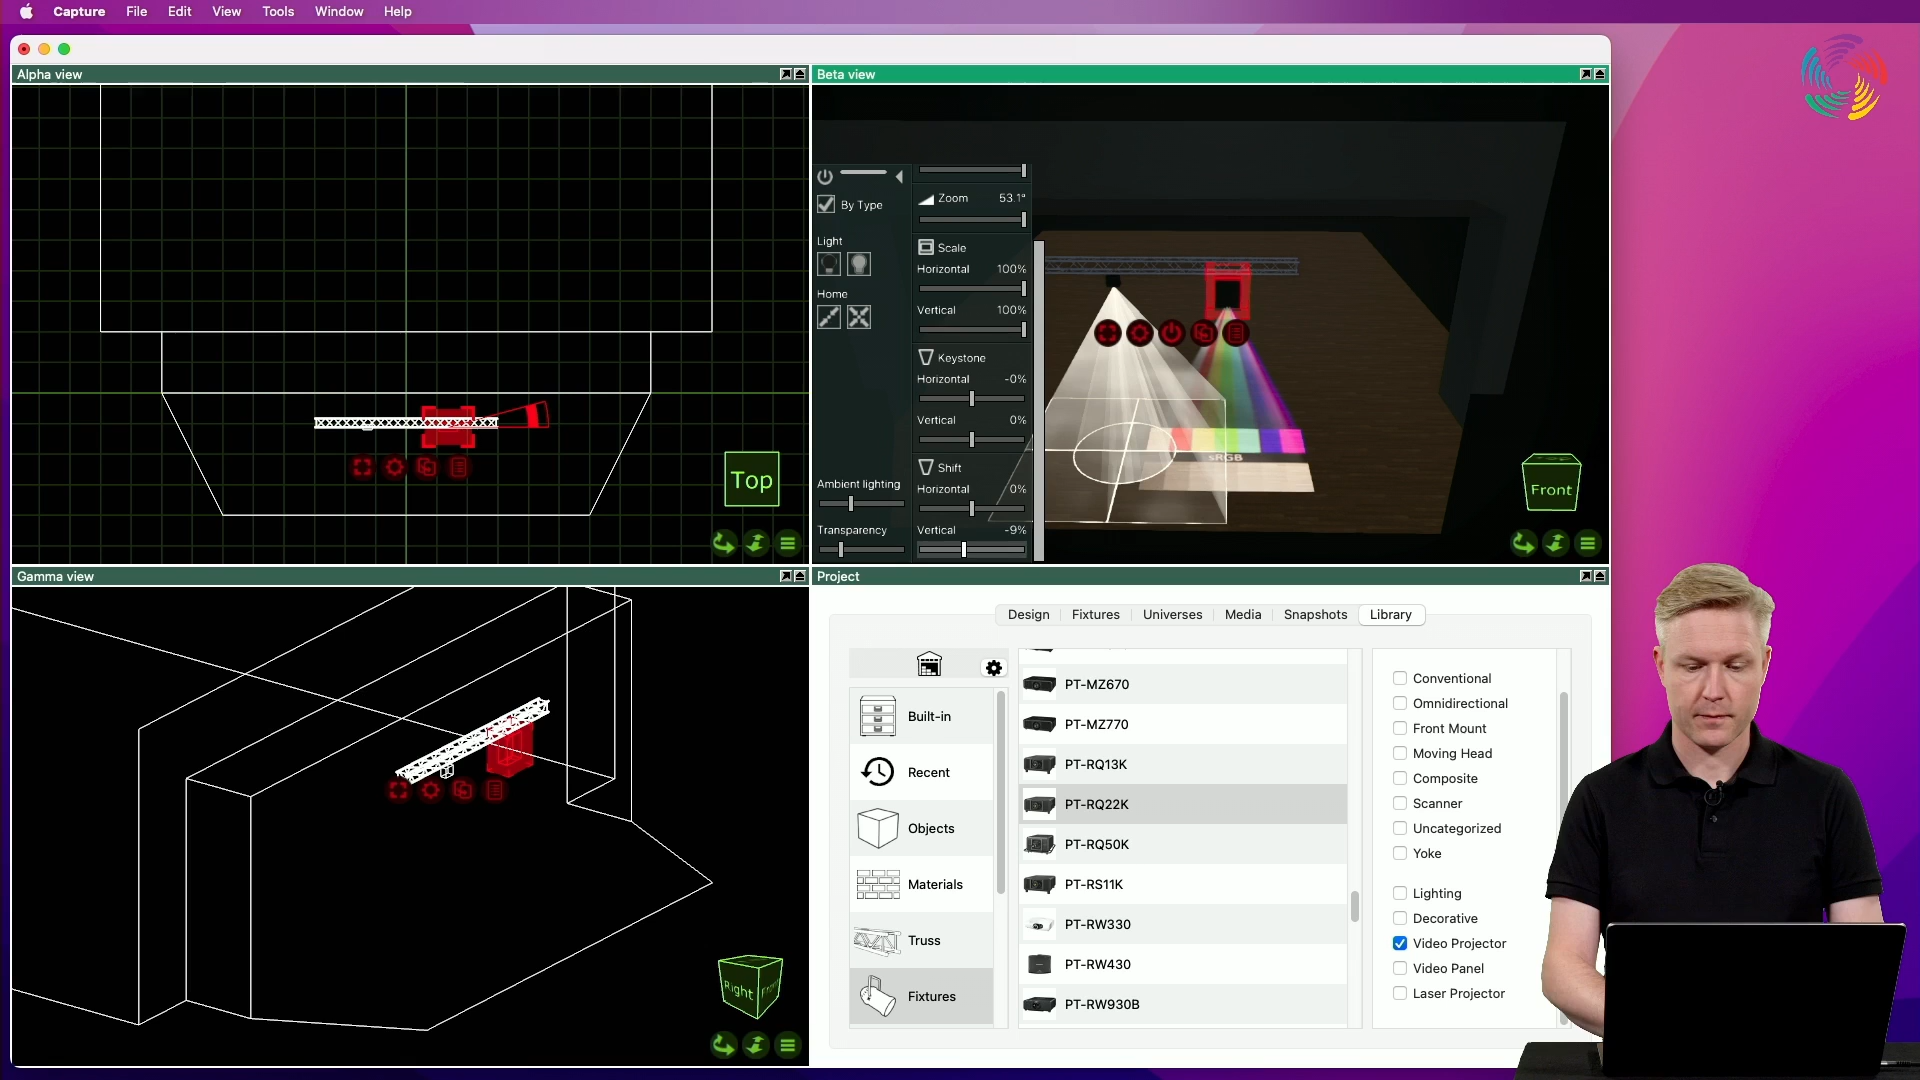 Capture File Edit View Tools Window Help
Alpha view
Beta view
By Type
Zoom 53.1°
Light
Scale
Horizontal 100%
Home
Vertical 100%
Keystone
Horizontal -0%
Vertical 0%
Shift
Ambient lighting
Horizontal 0%
Transparency
Vertical -9%
sRGB
Top
Front
Gamma view
Right Front
Project
Design Fixtures Universes Media Snapshots Library
Built-in
Recent
Objects
Materials
Truss
Fixtures
PT-MZ670
PT-MZ770
PT-RQ13K
PT-RQ22K
PT-RQ50K
PT-RS11K
PT-RW330
PT-RW430
PT-RW930B
Conventional
Omnidirectional
Front Mount
Moving Head
Composite
Scanner
Uncategorized
Yoke
Lighting
Decorative
Video Projector
Video Panel
Laser Projector